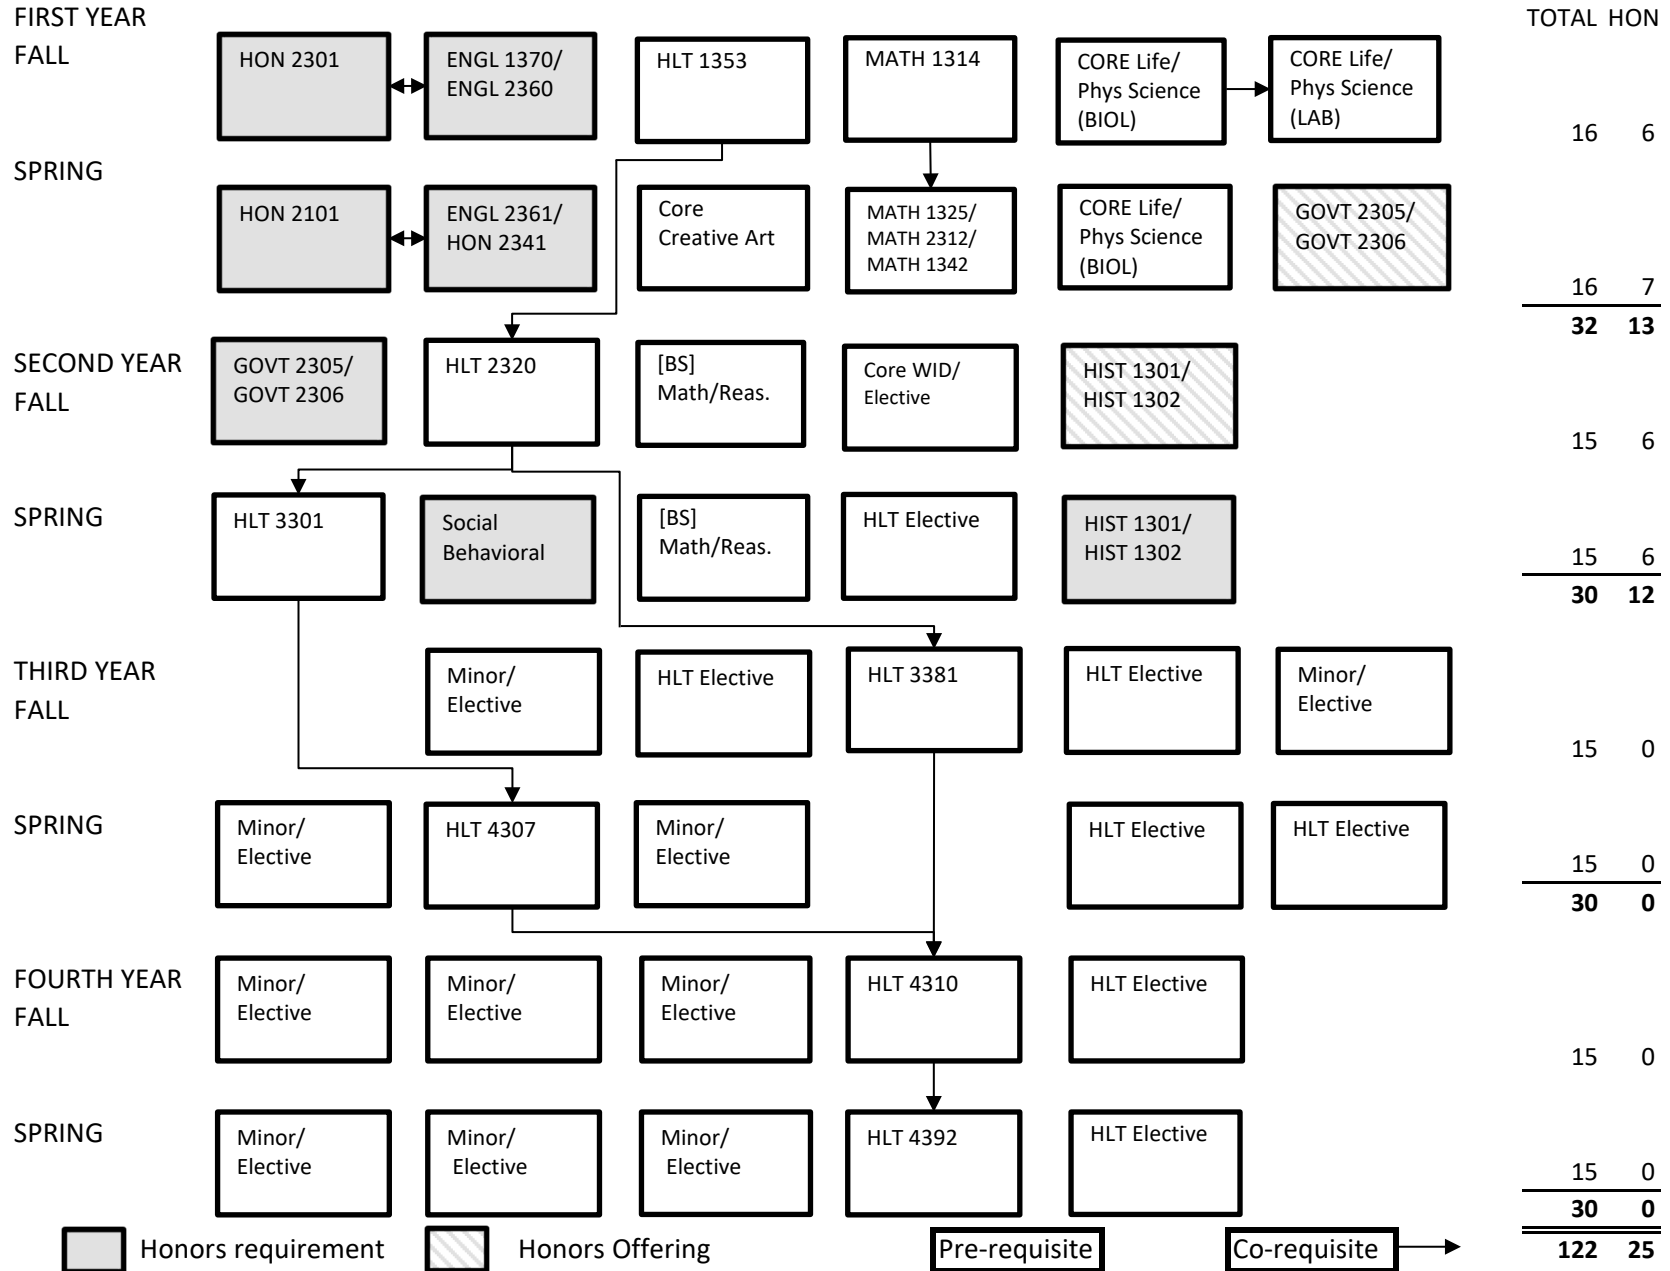 FIRST YEAR
TOTAL HON
FALL
HON 2301
ENGL 1370/
ENGL 2360
HLT 1353
MATH 1314
CORE Life/
Phys Science
(BIOL)
CORE Life/
Phys Science
(LAB)
16 6
SPRING
HON 2101
ENGL 2361/
HON 2341
Core
Creative Art
MATH 1325/
MATH 2312/
MATH 1342
CORE Life/
Phys Science
(BIOL)
GOVT 2305/
GOVT 2306
16 7
32 13
SECOND YEAR
FALL
GOVT 2305/
GOVT 2306
HLT 2320
[BS]
Math/Reas.
Core WID/
Elective
HIST 1301/
HIST 1302
15 6
SPRING
HLT 3301
Social
Behavioral
[BS]
Math/Reas.
HLT Elective
HIST 1301/
HIST 1302
15 6
30 12
THIRD YEAR
FALL
Minor/
Elective
HLT Elective
HLT 3381
HLT Elective
Minor/
Elective
15 0
SPRING
Minor/
Elective
HLT 4307
Minor/
Elective
HLT Elective
HLT Elective
15 0
30 0
FOURTH YEAR
FALL
Minor/
Elective
Minor/
Elective
Minor/
Elective
HLT 4310
HLT Elective
15 0
SPRING
Minor/
Elective
Minor/
Elective
Minor/
Elective
HLT 4392
HLT Elective
15 0
30 0
Honors requirement
Honors Offering
Pre-requisite
Co-requisite
122 25